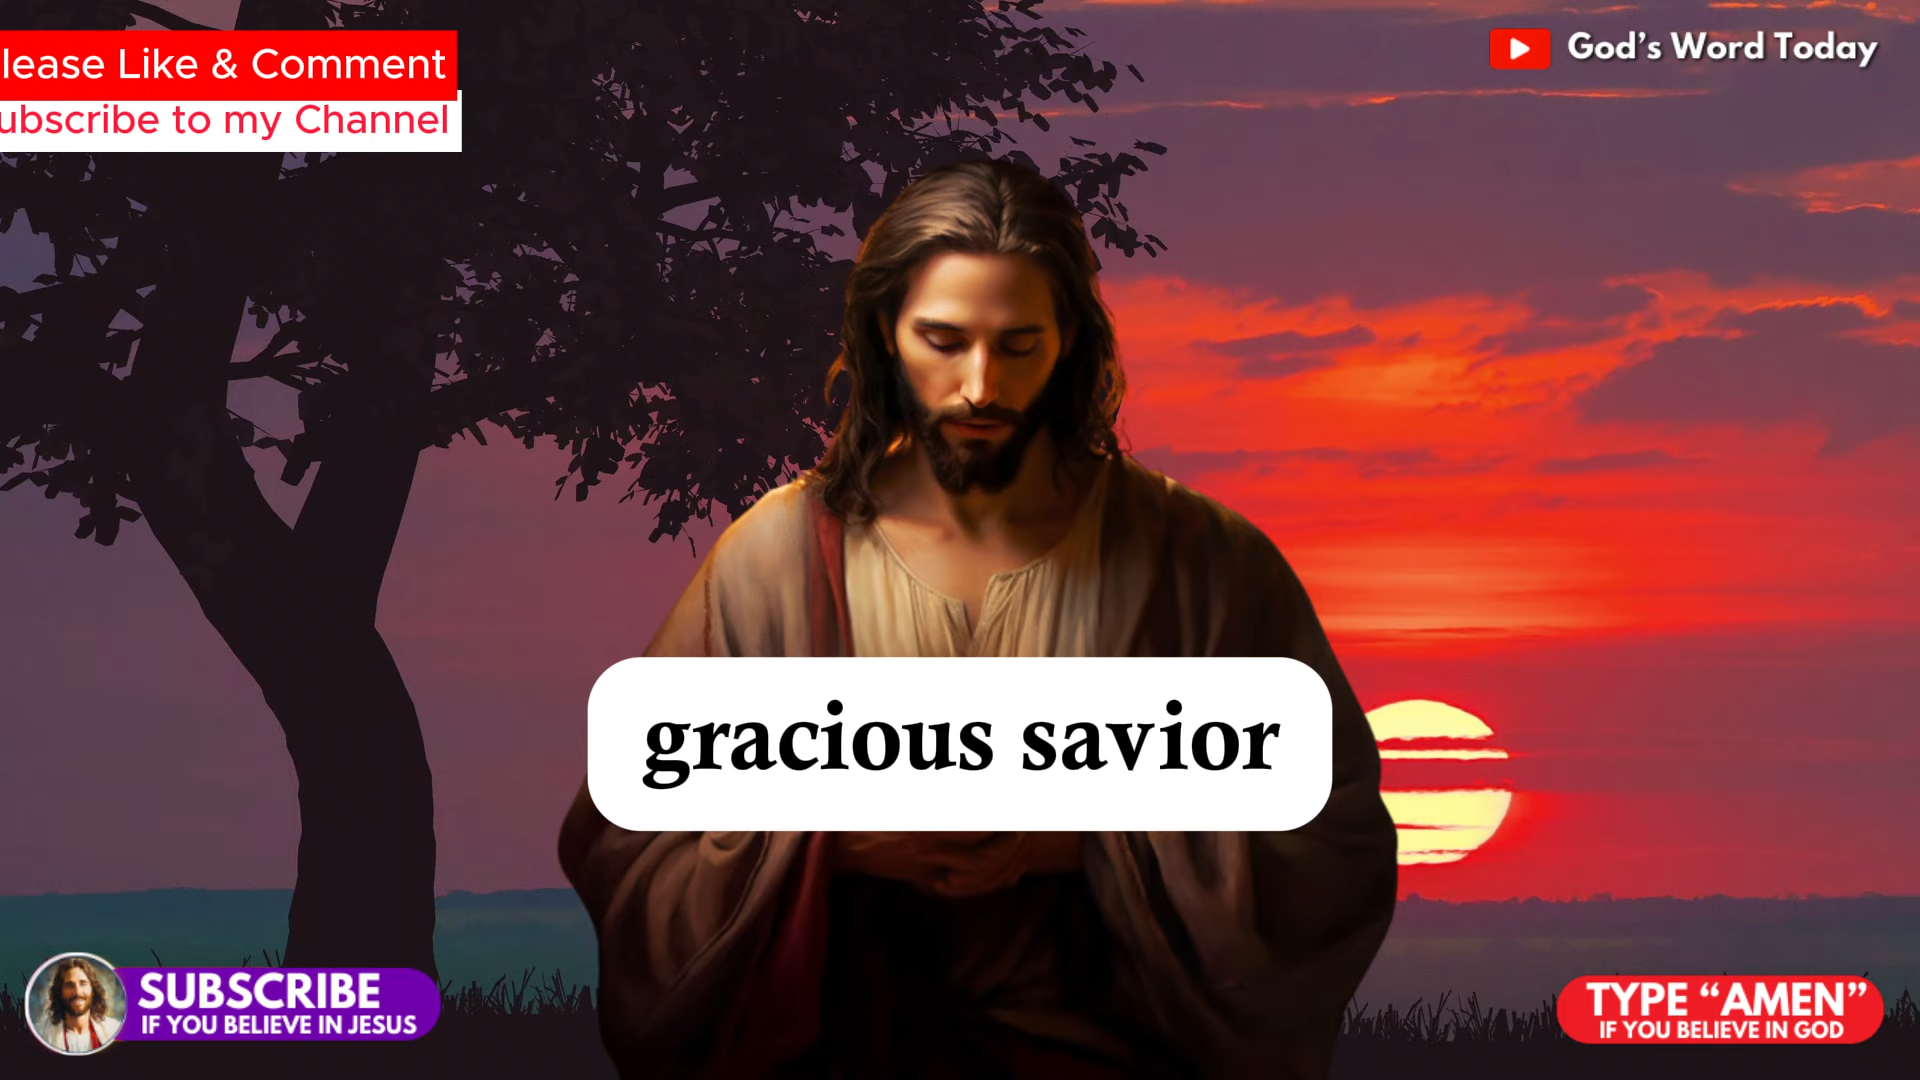 lease Like & Comment
ubscribe to my Channel
God's Word Today
gracious savior
SUBSCRIBE
IF YOU BELIEVE IN JESUS
TYPE “AMEN”
IF YOU BELIEVE IN GOD